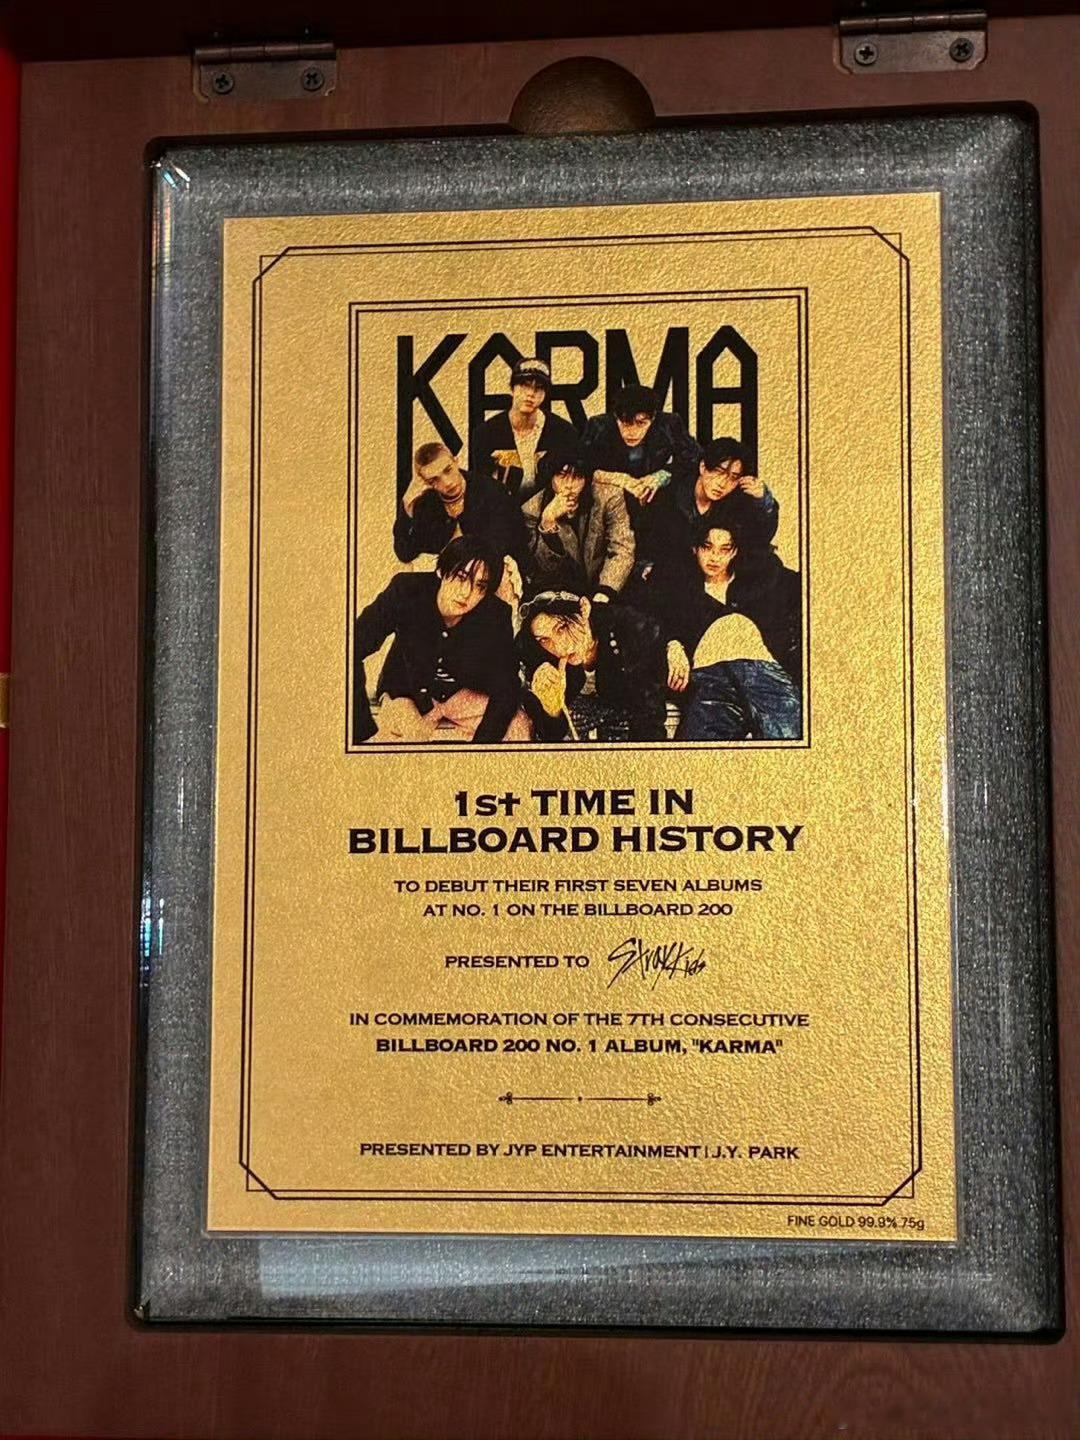 KARMA
1st TIME IN
BILLBOARD HISTORY
TO DEBUT THEIR FIRST SEVEN ALBUMS
AT NO. 1 ON THE BILLBOARD 200
PRESENTED TO Stray Kids
IN COMMEMORATION OF THE 7TH CONSECUTIVE
BILLBOARD 200 NO. 1 ALBUM, "KARMA"
PRESENTED BY JYP ENTERTAINMENT | J.Y. PARK
FINE GOLD 99.9% 75g